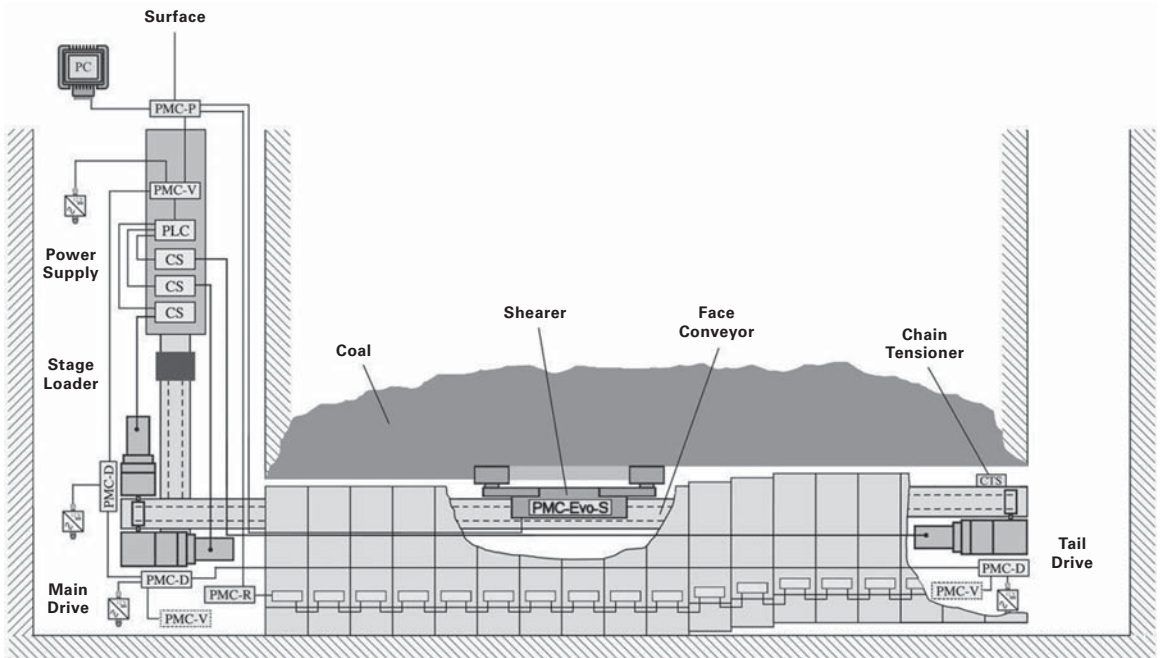 Surface
PC
PMC-P
PMC-V
PLC
Power
Supply
CS
CS
CS
Stage
Loader
Coal
Shearer
Face
Conveyor
Chain
Tensioner
PMC-D
CTS
PMC-Evo-S
Main
Drive
PMC-D
PMC-V
PMC-R
Tail
Drive
PMC-D
PMC-V